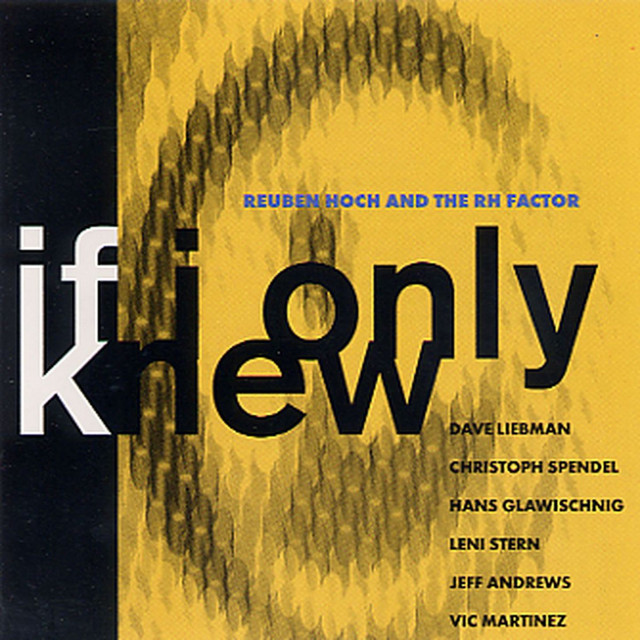 REUBEN HOCH AND THE RH FACTOR
if i only
knew
DAVE LIEBMAN
CHRISTOPH SPENDEL
HANS GLAWISCHNIG
LENI STERN
JEFF ANDREWS
VIC MARTINEZ